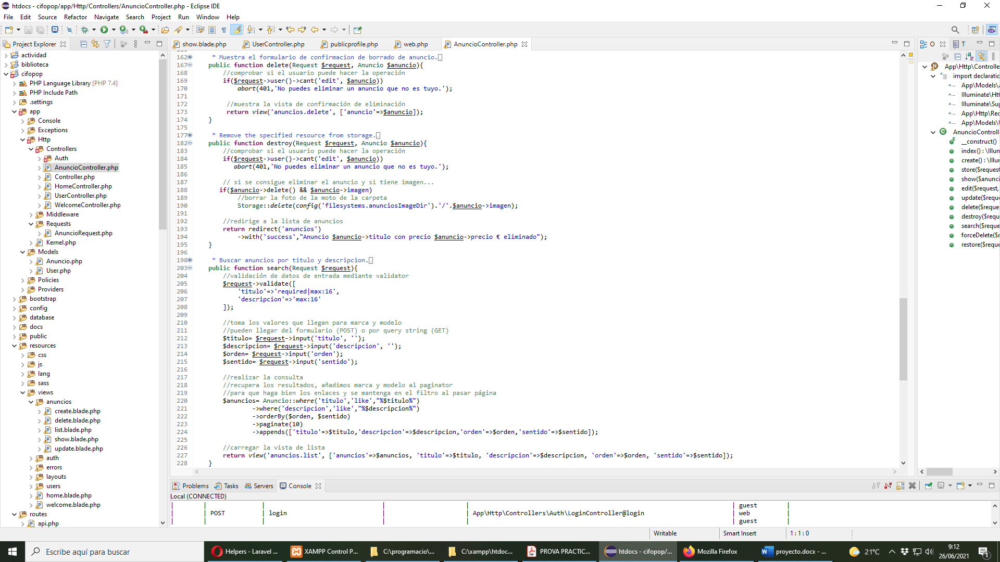 htdocs - cifopop/app/Http/Controllers/AnuncioController.php - Eclipse IDE
File Edit Source Refactor Navigate Search Project Run Window Help
Project Explorer
actividad
biblioteca
cifopop
PHP Language Library [PHP 7.4]
PHP Include Path
.settings
app
Console
Exceptions
Http
Controllers
Auth
AnuncioController.php
Controller.php
HomeController.php
UserController.php
WelcomeController.php
Middleware
Requests
AnuncioRequest.php
Kernel.php
Models
Anuncio.php
User.php
Policies
Providers
bootstrap
config
database
docs
public
resources
css
js
lang
sass
views
anuncios
create.blade.php
delete.blade.php
list.blade.php
show.blade.php
update.blade.php
auth
errors
layouts
users
home.blade.php
welcome.blade.php
routes
api.php
show.blade.php UserController.php publicprofile.php web.php AnuncioController.php
162 * Muestra el formulario de confirmacion de borrado de anuncio.
167 public function delete(Request $request, Anuncio $anuncio){
168 //comprobar si el usuario puede hacer la operación
169 if($request->user()->cant('edit', $anuncio))
170 abort(401,'No puedes eliminar un anuncio que no es tuyo.');
171
172 //muestra la vista de confirmación de eliminación
173 return view('anuncios.delete', ['anuncio'=>$anuncio]);
174 }
175
177 * Remove the specified resource from storage.
182 public function destroy(Request $request, Anuncio $anuncio){
183 //comprobar si el usuario puede hacer la operación
184 if($request->user()->cant('edit', $anuncio))
185 abort(401,'No puedes eliminar un anuncio que no es tuyo.');
186
187 // si se consigue eliminar el anuncio y si tiene imagen...
188 if($anuncio->delete() && $anuncio->imagen)
189 //borrar la foto de la moto de la carpeta
190 Storage::delete(config('filesystems.anunciosImageDir').'/'.$anuncio->imagen);
191
192 //redirige a la lista de anuncios
193 return redirect('anuncios')
194 ->with('success',"Anuncio $anuncio->titulo con precio $anuncio->precio € eliminado");
195 }
196
198 * Buscar anuncios por titulo y descripcion.
203 public function search(Request $request){
204 //validación de datos de entrada mediante validator
205 $request->validate([
206 'titulo'=>'required|max:16',
207 'descripcion'=>'max:16'
208 ]);
209
210 //toma los valores que llegan para marca y modelo
211 //pueden llegar del formulario (POST) o por query string (GET)
212 $titulo= $request->input('titulo', '');
213 $descripcion= $request->input('descripcion', '');
214 $orden= $request->input('orden');
215 $sentido= $request->input('sentido');
216
217 //realizar la consulta
218 //recupera los resultados, añadimos marca y modelo al paginator
219 //para que haga bien los enlaces y se mantenga en el filtro al pasar página
220 $anuncios= Anuncio::where('titulo','like',"%$titulo%")
221 ->where('descripcion','like',"%$descripcion%")
222 ->orderBy($orden, $sentido)
223 ->paginate(10)
224 ->appends(['titulo'=>$titulo,'descripcion'=>$descripcion,'orden'=>$orden,'sentido'=>$sentido]);
225
226 //carregar la vista de lista
227 return view('anuncios.list', ['anuncios'=>$anuncios, 'titulo'=>$titulo, 'descripcion'=>$descripcion, 'orden'=>$orden, 'sentido'=>$sentido]);
228 }
O T
App\Http\Controlle
import declaratic
App\Models\
Illuminate\Htt
Illuminate\Su
App\Http\Rec
App\Models\
AnuncioControll
__construct()
index() : \Illun
create() : \Illur
store($request
show($anunci
edit($request,
update($requ
delete($reque
destroy($requ
search($reque
forceDelete($r
restore($reque
Problems Tasks Servers Console
Local (CONNECTED)
| | | | | | guest |
| | POST | login | | App\Http\Controllers\Auth\LoginController@login | web |
| | | | | | guest |
Writable Smart Insert 1 : 1 : 0
Escribe aquí para buscar
Helpers - Laravel ...
XAMPP Control P...
C:\programacio\...
C:\xampp\htdoc...
PROVA PRACTIC...
htdocs - cifopop/...
Mozilla Firefox
proyecto.docx - ...
21°C
9:12
26/06/2021
1